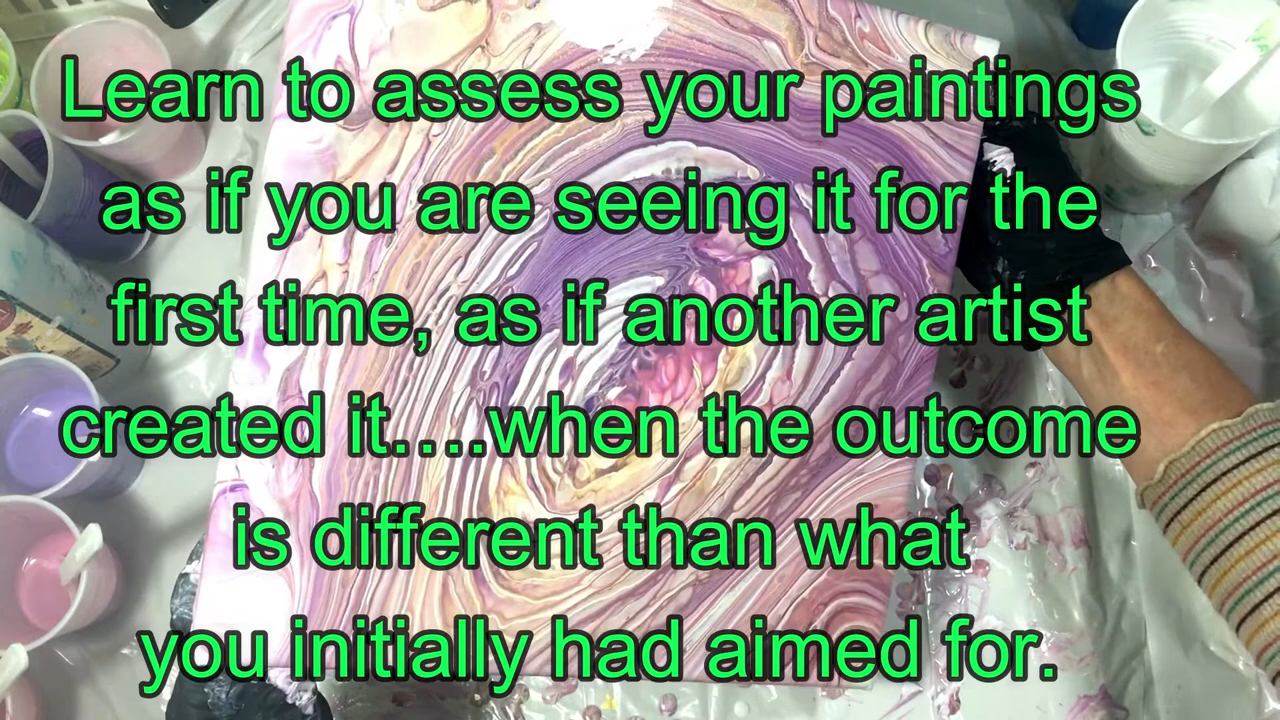 Learn to assess your paintings
as if you are seeing it for the
first time, as if another artist
created it....when the outcome
is different than what
you initially had aimed for.